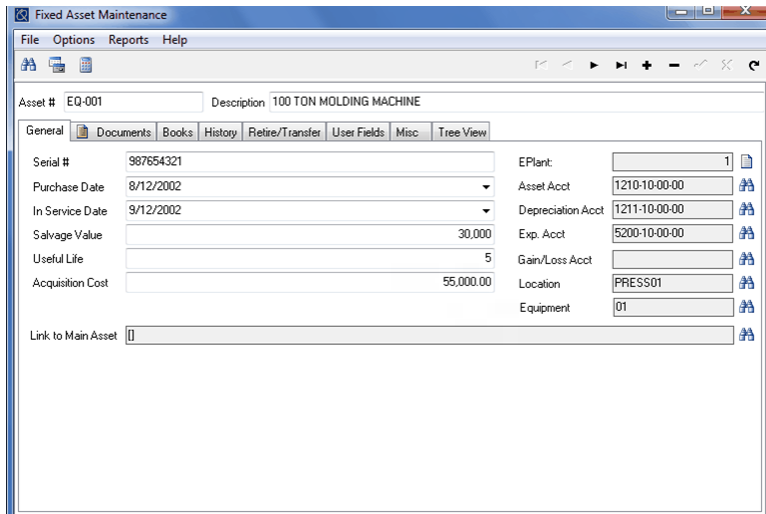 Fixed Asset Maintenance
File Options Reports Help
Asset # EQ-001 Description 100 TON MOLDING MACHINE
General Documents Books History Retire/Transfer User Fields Misc Tree View
Serial # 987654321 EPlant: 1
Purchase Date 8/12/2002 Asset Acct 1210-10-00-00
In Service Date 9/12/2002 Depreciation Acct 1211-10-00-00
Salvage Value 30,000 Exp. Acct 5200-10-00-00
Useful Life 5 Gain/Loss Acct
Acquisition Cost 55,000.00 Location PRESS01
Equipment 01
Link to Main Asset []